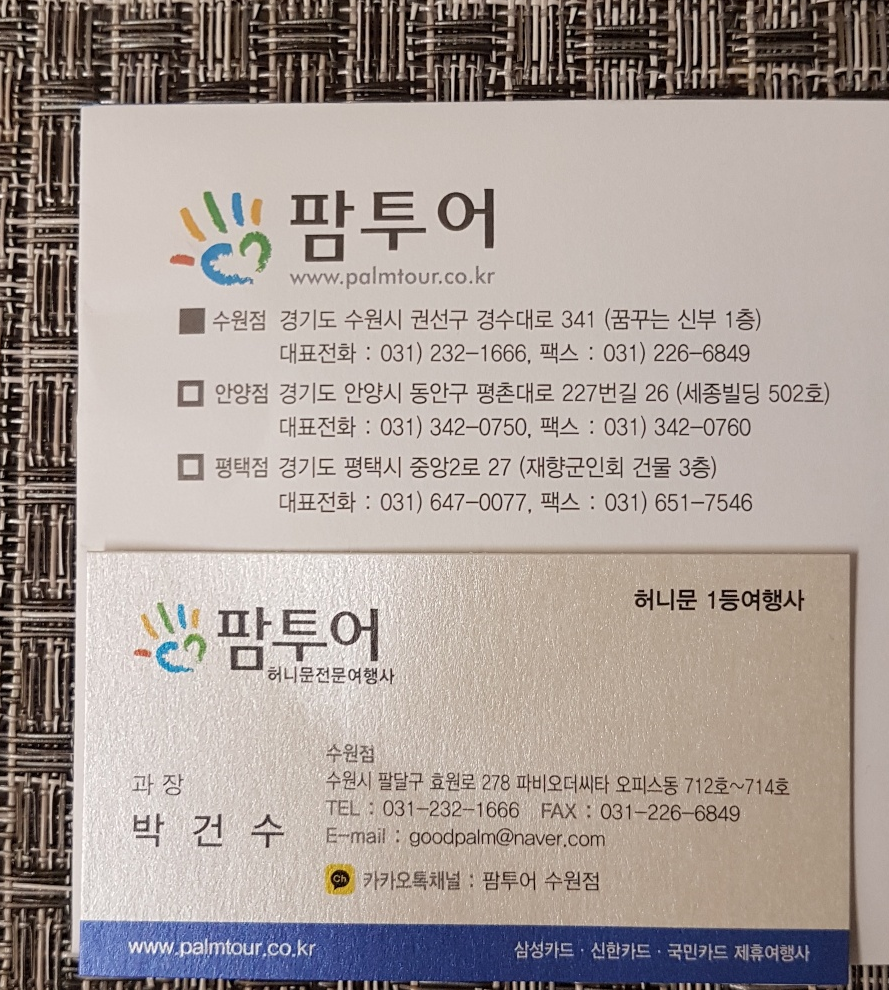 팜투어
www.palmtour.co.kr
수원점 경기도 수원시 권선구 경수대로 341 (꿈꾸는 신부 1층)
대표전화 : 031) 232-1666, 팩스 : 031) 226-6849
안양점 경기도 안양시 동안구 평촌대로 227번길 26 (세종빌딩 502호)
대표전화 : 031) 342-0750, 팩스 : 031) 342-0760
평택점 경기도 평택시 중앙2로 27 (재향군인회 건물 3층)
대표전화 : 031) 647-0077, 팩스 : 031) 651-7546
허니문 1등여행사
팜투어
허니문전문여행사
과장
박건수
수원점
수원시 팔달구 효원로 278 파비오더씨타 오피스동 712호~714호
TEL : 031-232-1666 FAX : 031-226-6849
E-mail : goodpalm@naver.com
Ch 카카오톡채널 : 팜투어 수원점
www.palmtour.co.kr
삼성카드 · 신한카드 · 국민카드 제휴여행사